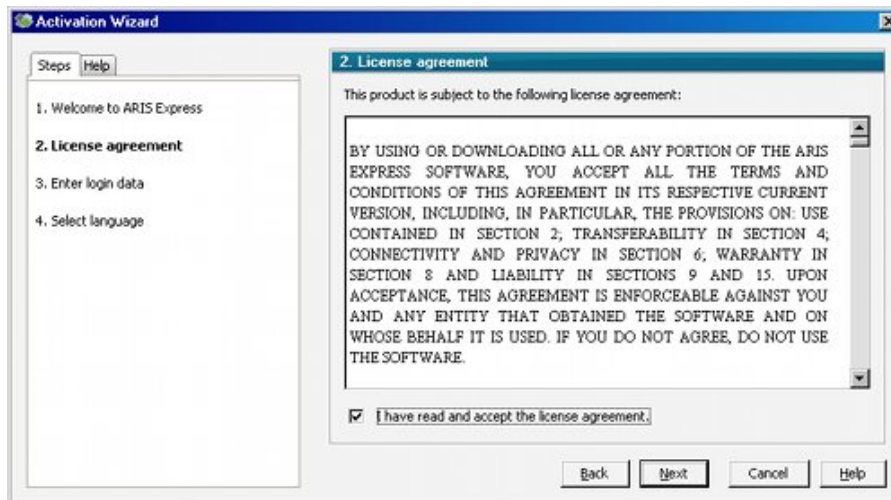 Activation Wizard
Steps
Help
1. Welcome to ARIS Express
2. License agreement
3. Enter login data
4. Select language
2. License agreement
This product is subject to the following license agreement:
BY USING OR DOWNLOADING ALL OR ANY PORTION OF THE ARIS
EXPRESS SOFTWARE, YOU ACCEPT ALL THE TERMS AND
CONDITIONS OF THIS AGREEMENT IN ITS RESPECTIVE CURRENT
VERSION, INCLUDING, IN PARTICULAR, THE PROVISIONS ON: USE
CONTAINED IN SECTION 2; TRANSFERABILITY IN SECTION 4;
CONNECTIVITY AND PRIVACY IN SECTION 6; WARRANTY IN
SECTION 8 AND LIABILITY IN SECTIONS 9 AND 15. UPON
ACCEPTANCE, THIS AGREEMENT IS ENFORCEABLE AGAINST YOU
AND ANY ENTITY THAT OBTAINED THE SOFTWARE AND ON
WHOSE BEHALF IT IS USED. IF YOU DO NOT AGREE, DO NOT USE
THE SOFTWARE.
I have read and accept the license agreement.
Back
Next
Cancel
Help